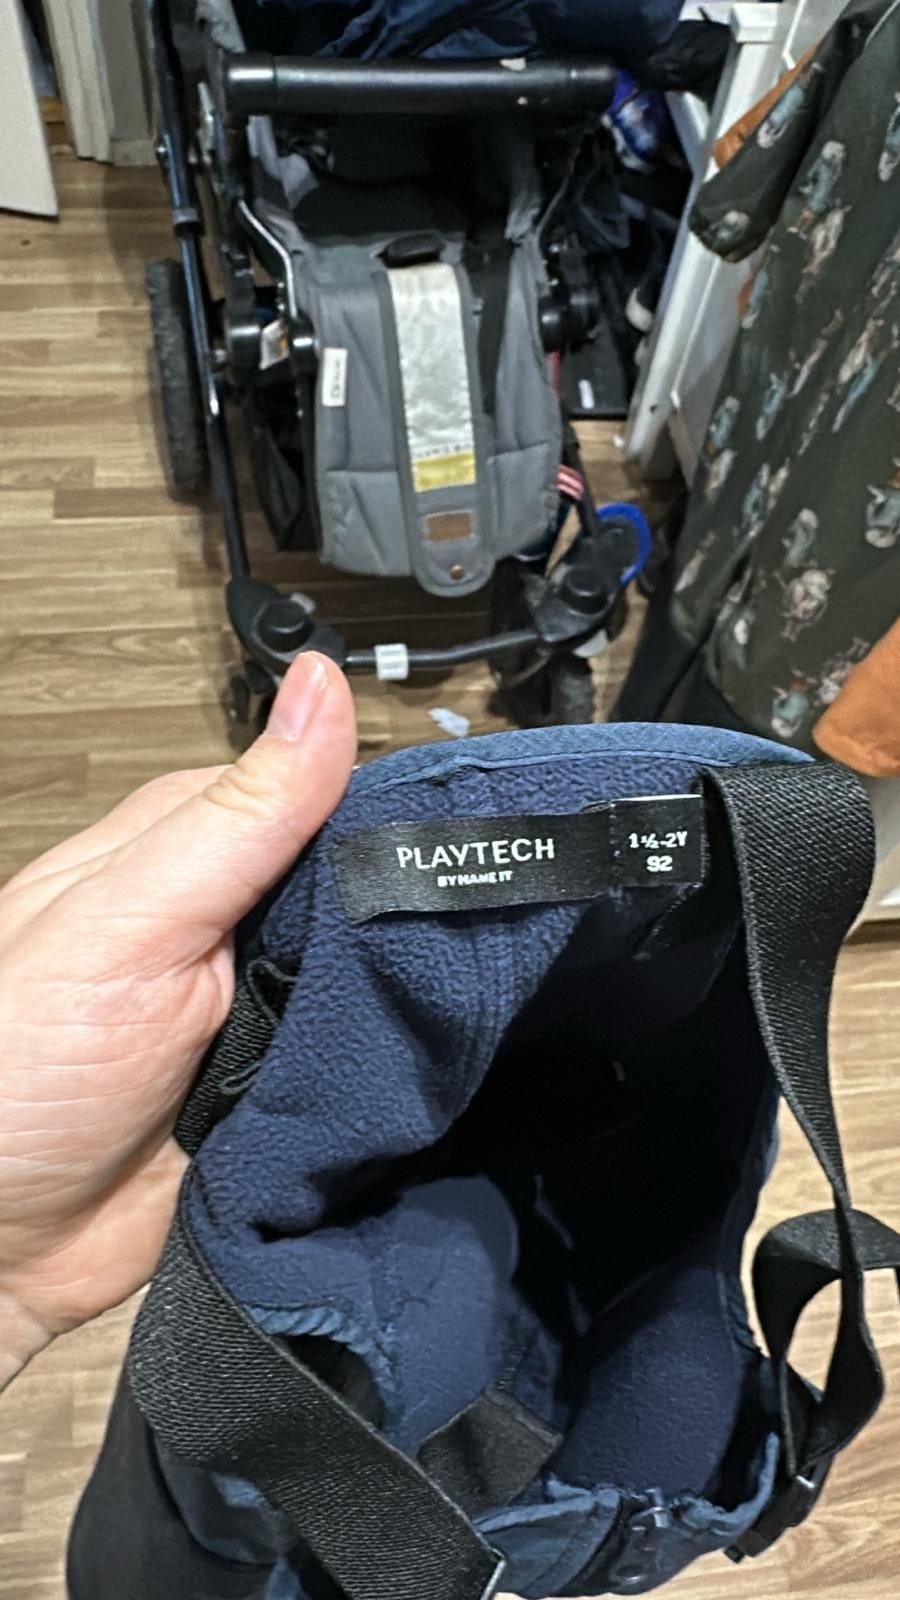 PLAYTECH
BY NAME IT
1½-2Y
92